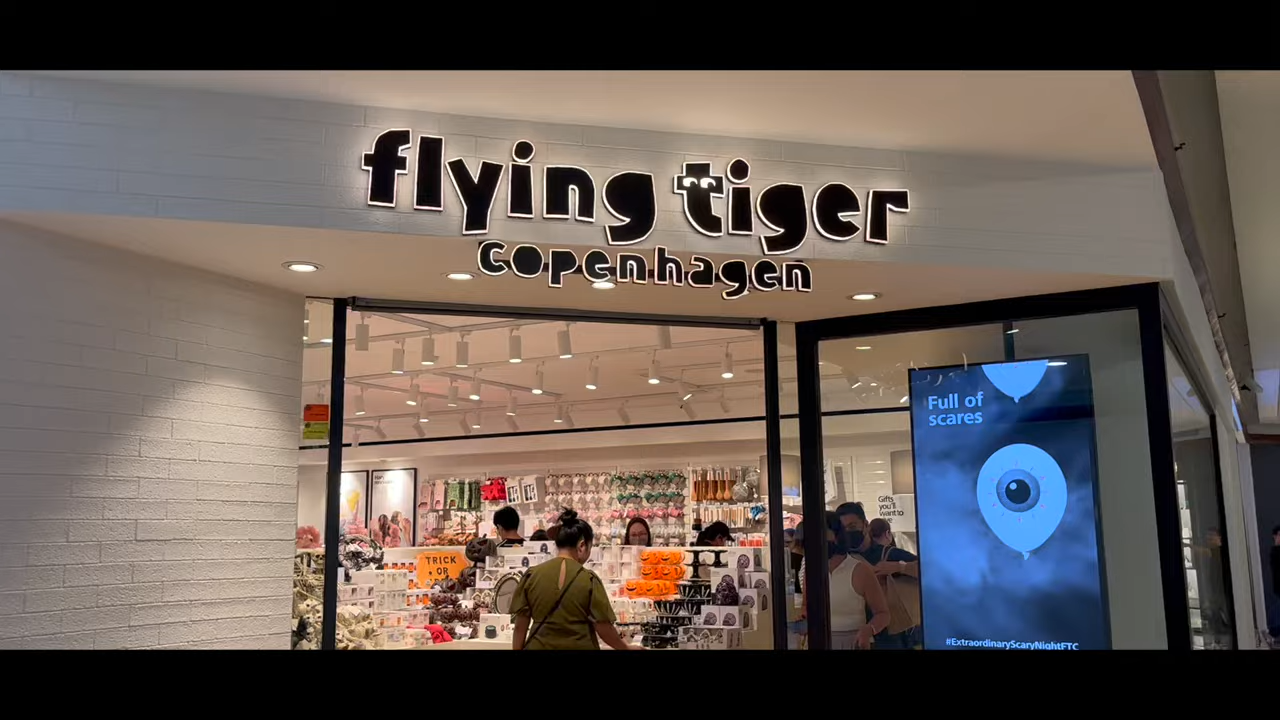 flying tiger
copenhagen
Full of
scares
Gifts
you'll
want to
TRICK
OR
#ExtraordinaryScaryNightFTC